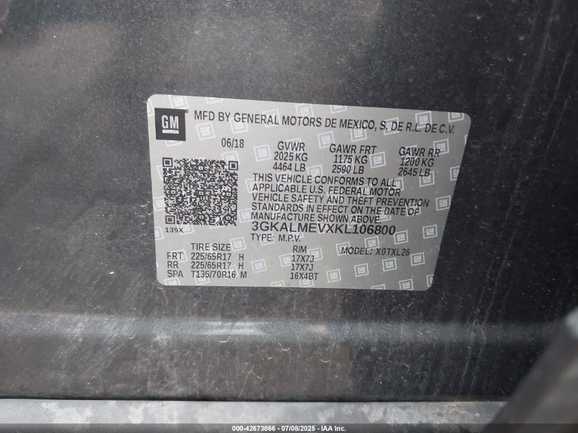 GM
MFD BY GENERAL MOTORS DE MEXICO, S. DE R.L. DE C.V.
06/18 GVWR GAWR FRT GAWR RR
2025 KG 1175 KG 1200 KG
4464 LB 2590 LB 2645 LB
THIS VEHICLE CONFORMS TO ALL
APPLICABLE U.S. FEDERAL MOTOR
VEHICLE SAFETY AND THEFT PREVENTION
STANDARDS IN EFFECT ON THE DATE OF
MANUFACTURE SHOWN ABOVE
139X 3GKALMEVXKL106800
TYPE: M.P.V. MODEL: X0TXL26
TIRE SIZE RIM
FRT 225/65R17 H 17X7J
RR 225/65R17 H 17X7J
SPA T135/70R16 M 16X4BT
000-42673866 - 07/08/2025 - IAAI.com